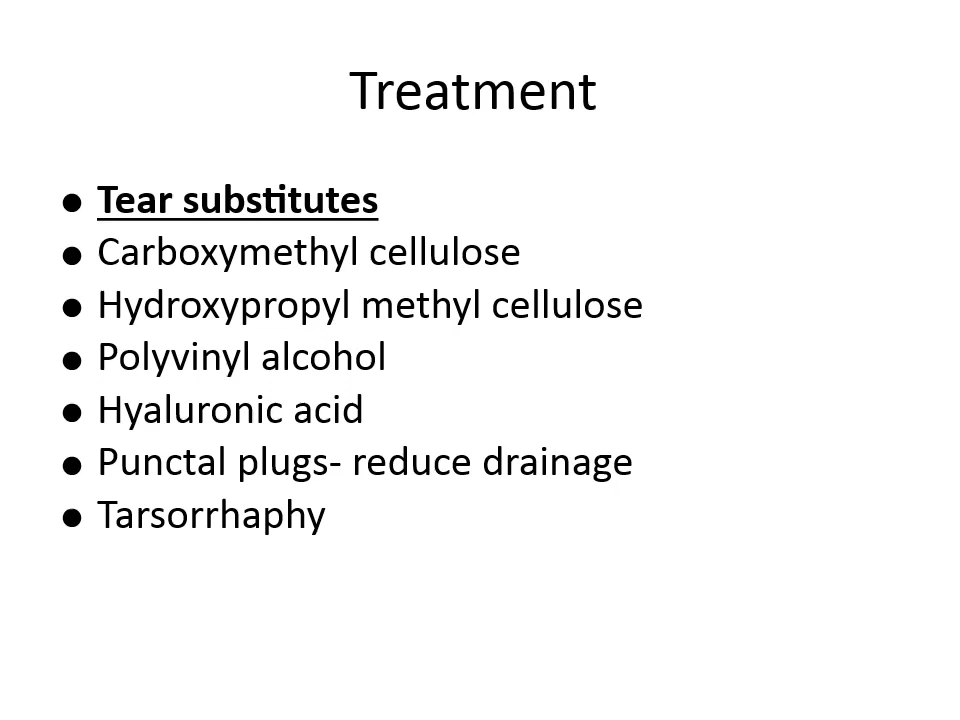 Treatment
● Tear substitutes
● Carboxymethyl cellulose
● Hydroxypropyl methyl cellulose
● Polyvinyl alcohol
● Hyaluronic acid
● Punctal plugs- reduce drainage
● Tarsorrhaphy